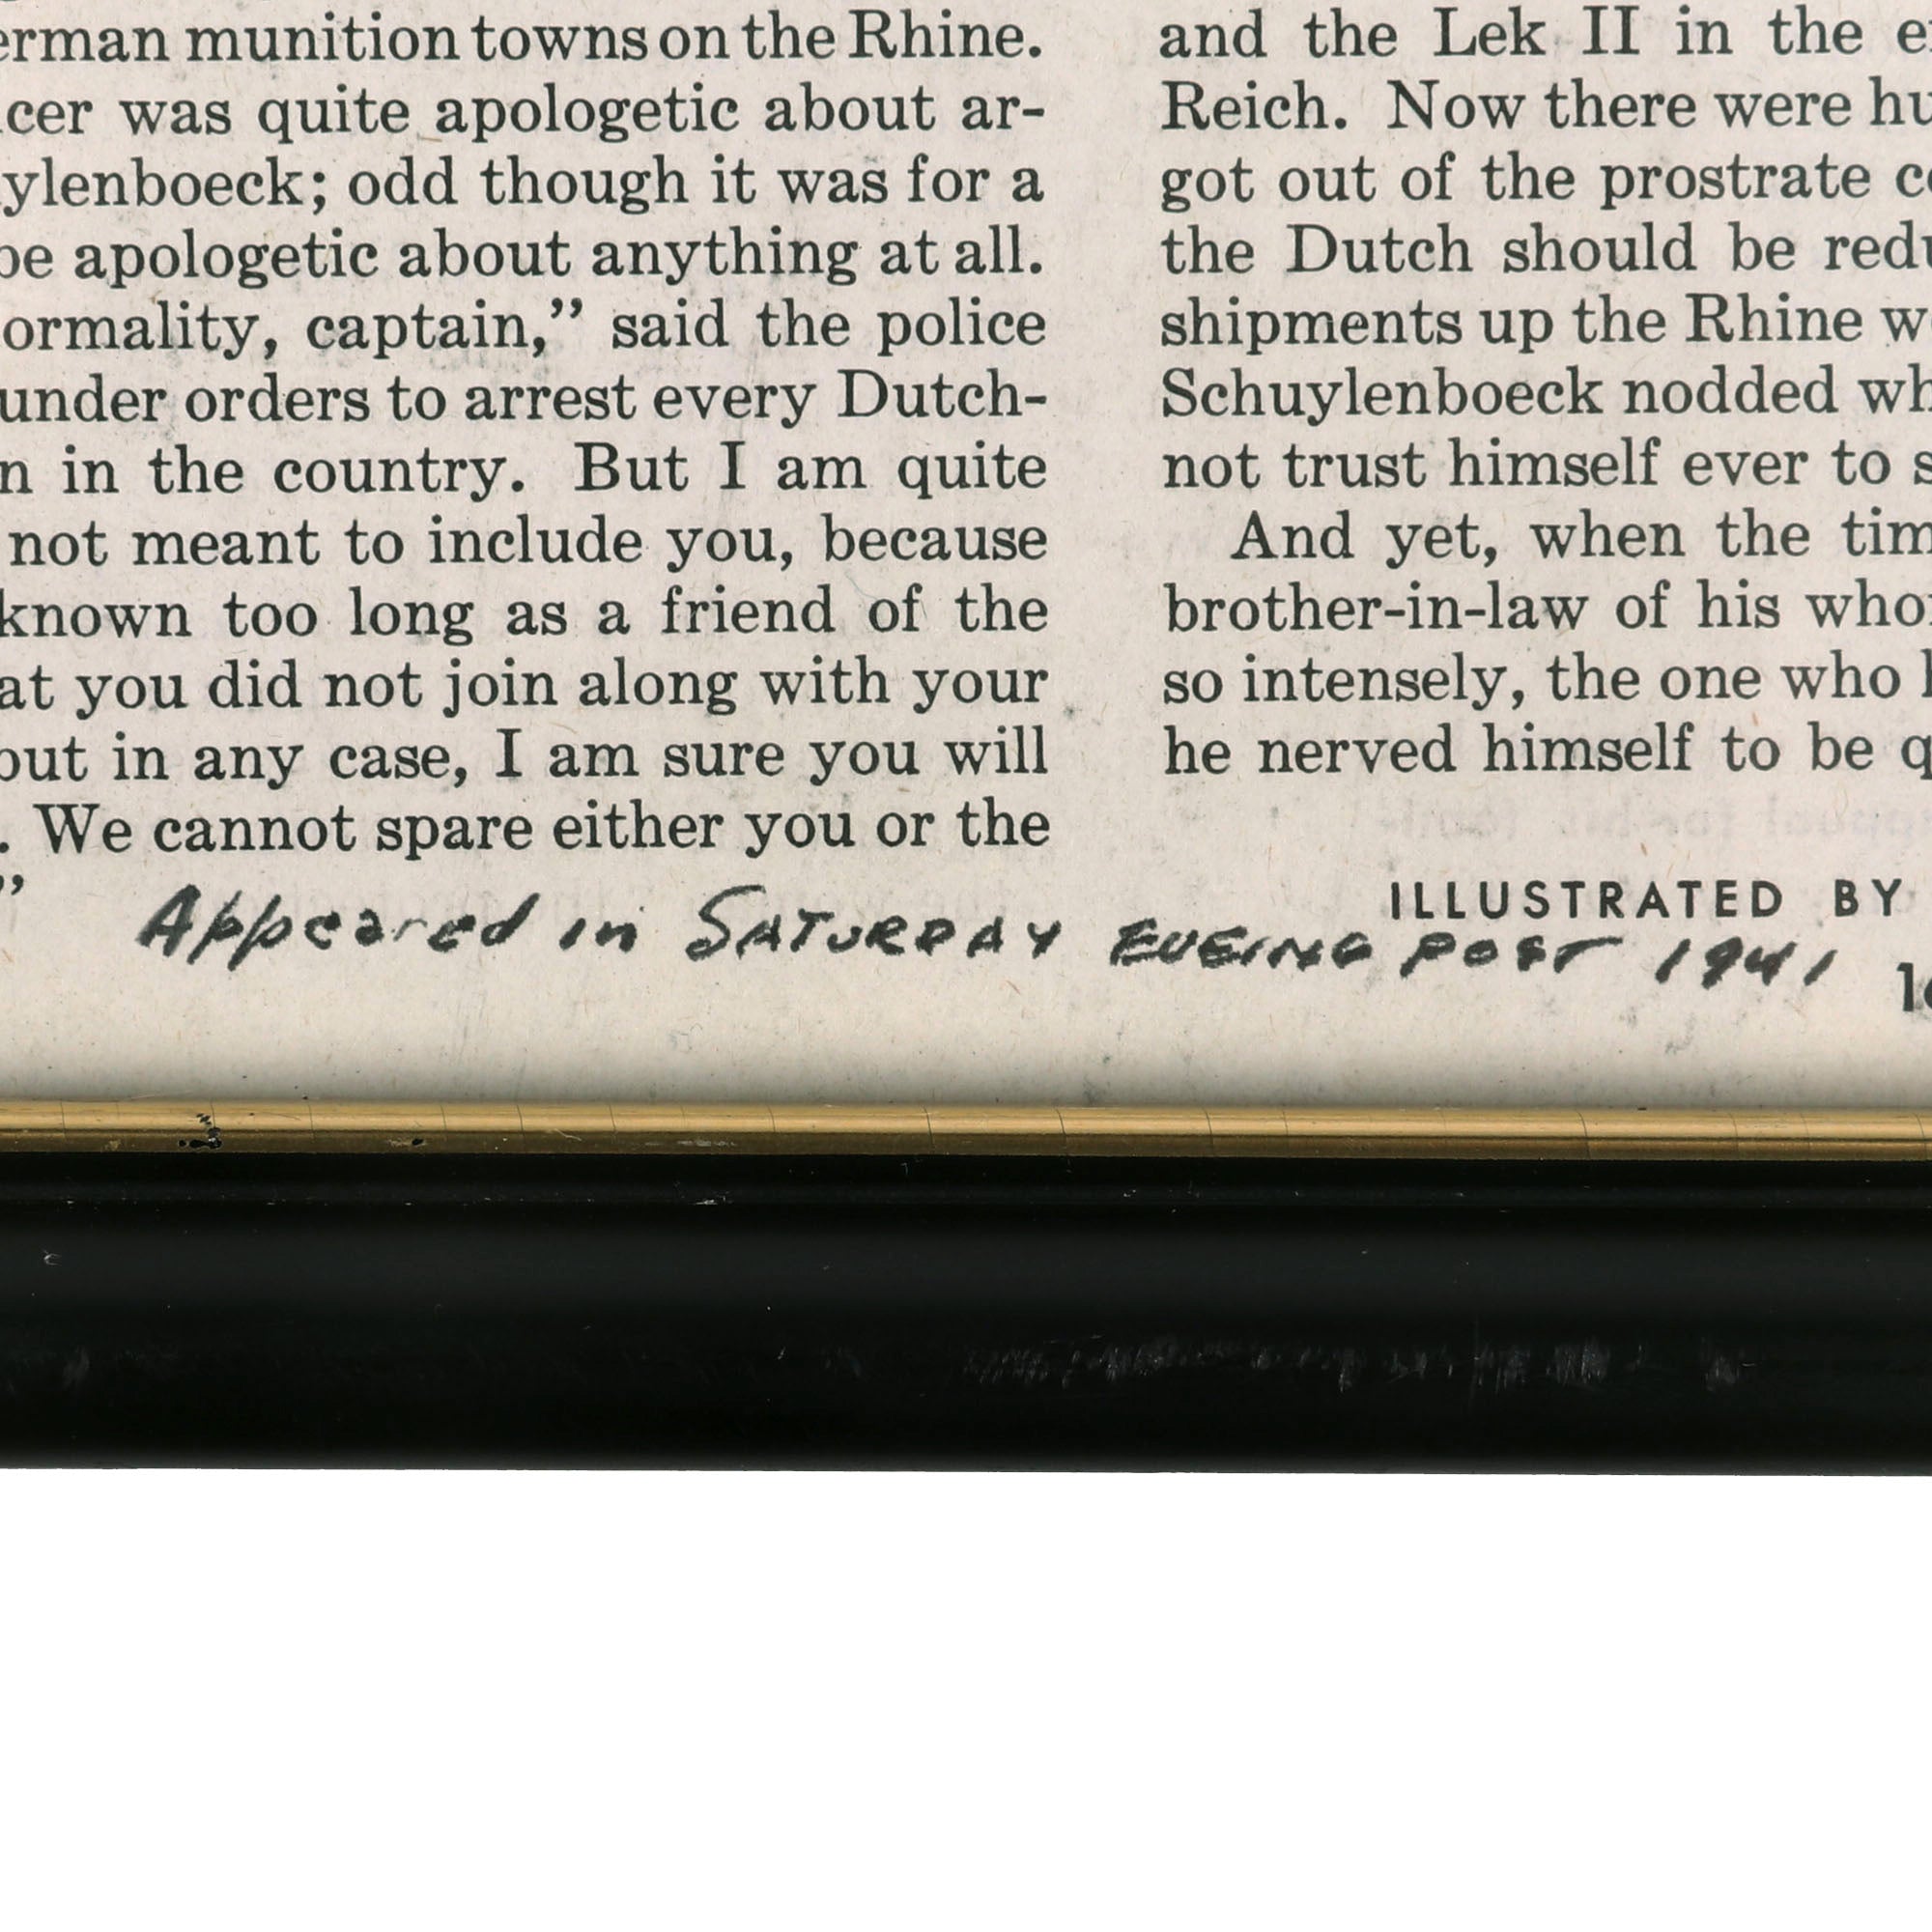 erman munition towns on the Rhine.
cer was quite apologetic about ar-
ylenboeck; odd though it was for a
be apologetic about anything at all.
ormality, captain,” said the police
under orders to arrest every Dutch-
n in the country. But I am quite
not meant to include you, because
known too long as a friend of the
at you did not join along with your
but in any case, I am sure you will
. We cannot spare either you or the
”
and the Lek II in the
Reich. Now there were hu
got out of the prostrate
the Dutch should be redu
shipments up the Rhine w
Schuylenboeck nodded wh
not trust himself ever to s
And yet, when the tim
brother-in-law of his who
so intensely, the one who
he nerved himself to be q
ILLUSTRATED BY
Appeared in SATURDAY EVEING POST 1941